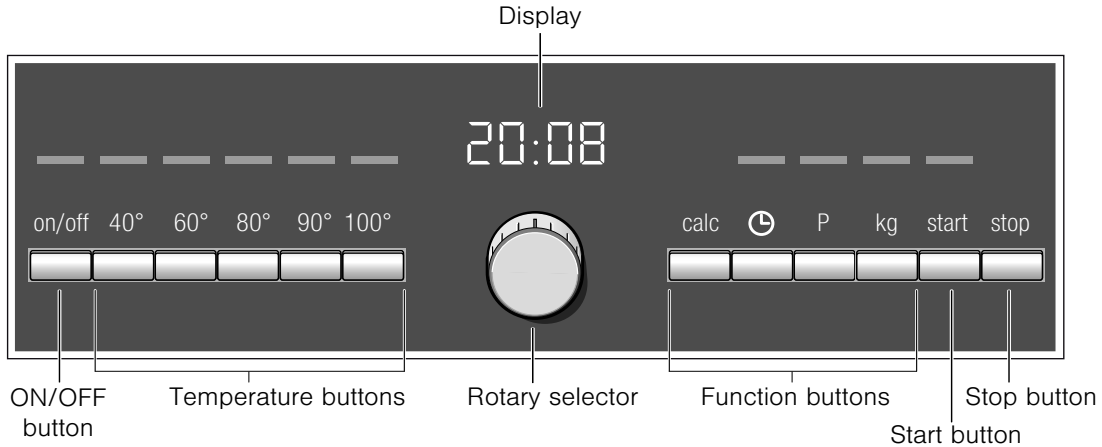 Display
20:08
on/off 40° 60° 80° 90° 100°
calc P kg start stop
ON/OFF button
Temperature buttons
Rotary selector
Function buttons
Start button
Stop button